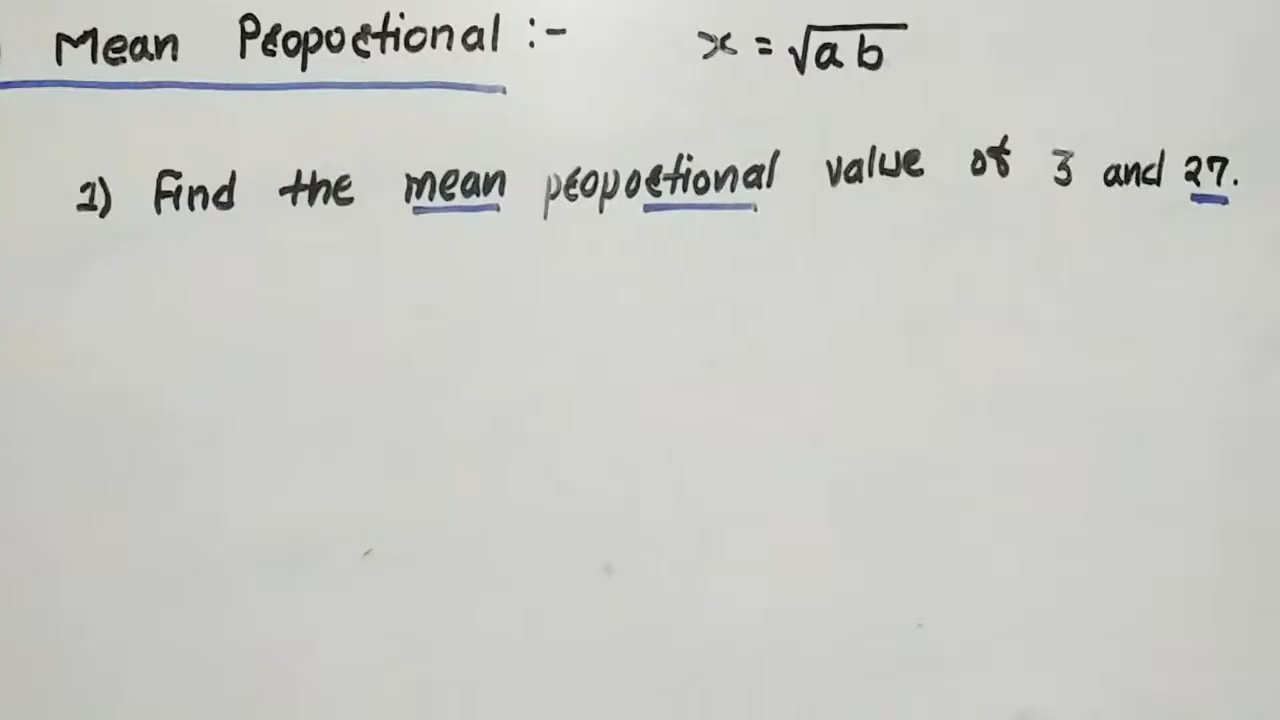 Mean Proportional :- x = √ab
1) Find the mean proportional value of 3 and 27.